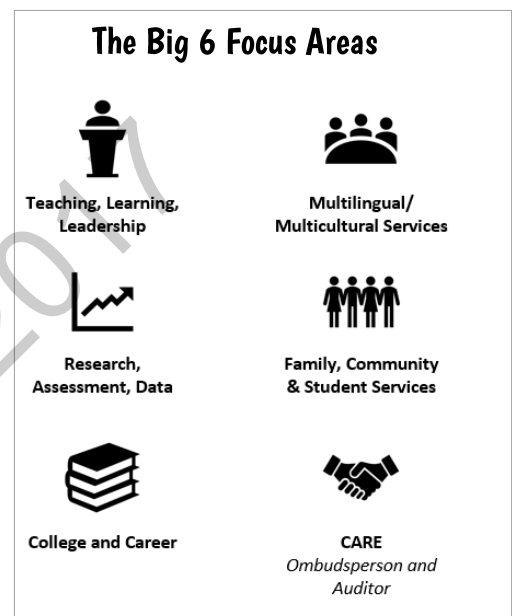 The Big 6 Focus Areas
Teaching, Learning,
Leadership
Multilingual/
Multicultural Services
Research,
Assessment, Data
Family, Community
& Student Services
College and Career
CARE
Ombudsperson and
Auditor
2017